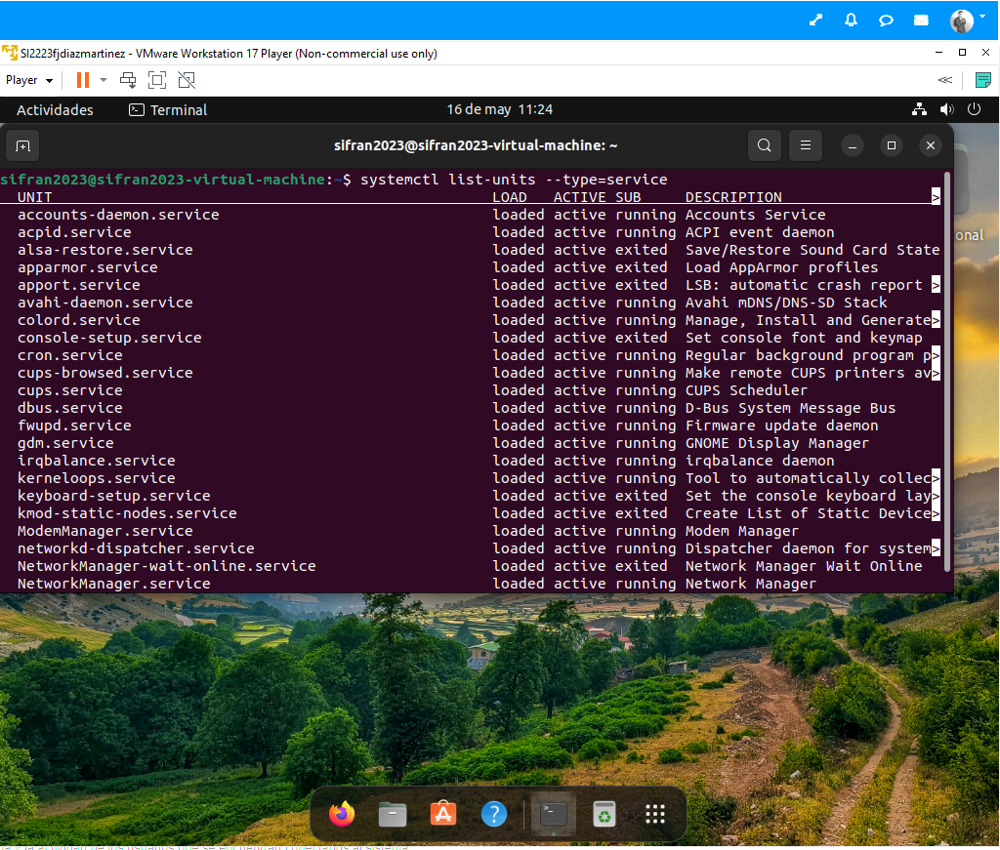 SI2223fjdiazmartinez - VMware Workstation 17 Player (Non-commercial use only)
Player
Actividades Terminal 16 de may 11:24
sifran2023@sifran2023-virtual-machine: ~
sifran2023@sifran2023-virtual-machine:~$ systemctl list-units --type=service
UNIT LOAD ACTIVE SUB DESCRIPTION >
accounts-daemon.service loaded active running Accounts Service
acpid.service loaded active running ACPI event daemon
alsa-restore.service loaded active exited Save/Restore Sound Card State
apparmor.service loaded active exited Load AppArmor profiles
apport.service loaded active exited LSB: automatic crash report >
avahi-daemon.service loaded active running Avahi mDNS/DNS-SD Stack
colord.service loaded active running Manage, Install and Generate>
console-setup.service loaded active exited Set console font and keymap
cron.service loaded active running Regular background program p>
cups-browsed.service loaded active running Make remote CUPS printers av>
cups.service loaded active running CUPS Scheduler
dbus.service loaded active running D-Bus System Message Bus
fwupd.service loaded active running Firmware update daemon
gdm.service loaded active running GNOME Display Manager
irqbalance.service loaded active running irqbalance daemon
kerneloops.service loaded active running Tool to automatically collec>
keyboard-setup.service loaded active exited Set the console keyboard lay>
kmod-static-nodes.service loaded active exited Create List of Static Device>
ModemManager.service loaded active running Modem Manager
networkd-dispatcher.service loaded active running Dispatcher daemon for system>
NetworkManager-wait-online.service loaded active exited Network Manager Wait Online
NetworkManager.service loaded active running Network Manager
onal